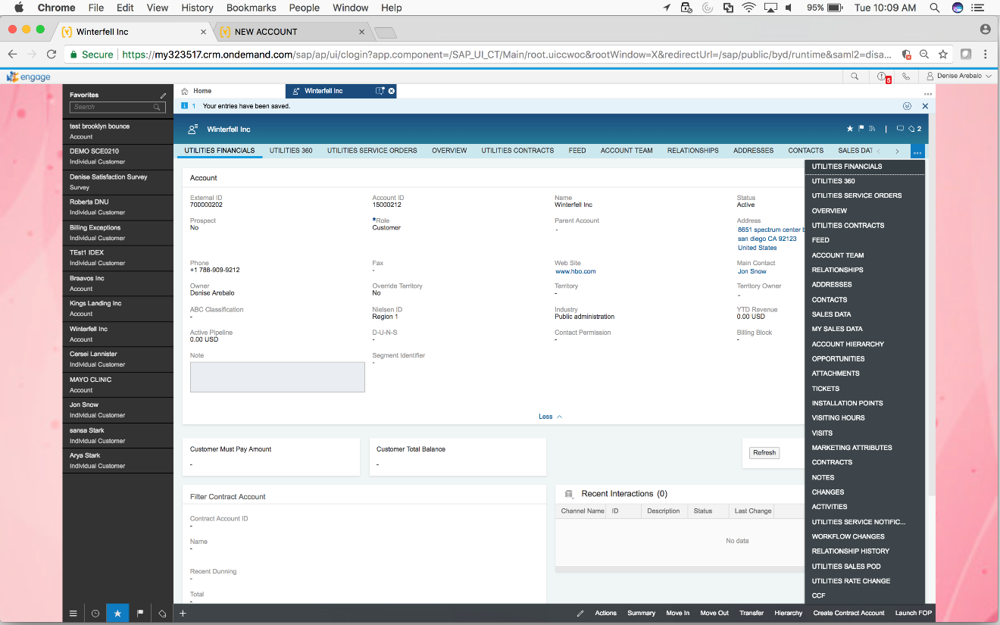 Chrome File Edit View History Bookmarks People Window Help 95% Tue 10:09 AM
Winterfell Inc × NEW ACCOUNT ×
Secure https://my323517.crm.ondemand.com/sap/ap/ui/clogin?app.component=/SAP_UI_CT/Main/root.uiccwoc&rootWindow=X&redirectUrl=/sap/public/byd/runtime&saml2=disa...
engage 5 Denise Arebalo
Favorites
Search
test brooklyn bounce
Account
DEMO SCE0210
Individual Customer
Denise Satisfaction Survey
Survey
Roberta DNU
Individual Customer
Billing Exceptions
Individual Customer
TEst1 IDEX
Individual Customer
Braavos Inc
Account
Kings Landing Inc
Account
Winterfell Inc
Account
Cersei Lannister
Individual Customer
MAYO CLINIC
Account
Jon Snow
Individual Customer
sansa Stark
Individual Customer
Arya Stark
Individual Customer
Home Winterfell Inc
1 Your entries have been saved.
Winterfell Inc 2
UTILITIES FINANCIALS UTILITIES 360 UTILITIES SERVICE ORDERS OVERVIEW UTILITIES CONTRACTS FEED ACCOUNT TEAM RELATIONSHIPS ADDRESSES CONTACTS SALES DAT ...
Account
External ID Account ID Name Status
700000202 15000212 Winterfell Inc Active
Prospect *Role Parent Account Address
No Customer - 8651 spectrum center b
san diego CA 92123
United States
Phone Fax Web Site Main Contact
+1 788-909-9212 - www.hbo.com Jon Snow
Owner Override Territory Territory Territory Owner
Denise Arebalo No - -
ABC Classification Nielsen ID Industry YTD Revenue
- Region 1 Public administration 0.00 USD
Active Pipeline D-U-N-S Contact Permission Billing Block
0.00 USD - - -
Note Segment Identifier
-
Less
Customer Must Pay Amount Customer Total Balance Refresh
- -
Filter Contract Account
Contract Account ID
-
Name
-
Recent Dunning
-
Total
-
Recent Interactions (0)
Channel Name ID Description Status Last Change
No data
UTILITIES FINANCIALS
UTILITIES 360
UTILITIES SERVICE ORDERS
OVERVIEW
UTILITIES CONTRACTS
FEED
ACCOUNT TEAM
RELATIONSHIPS
ADDRESSES
CONTACTS
SALES DATA
MY SALES DATA
ACCOUNT HIERARCHY
OPPORTUNITIES
ATTACHMENTS
TICKETS
INSTALLATION POINTS
VISITING HOURS
VISITS
MARKETING ATTRIBUTES
CONTRACTS
NOTES
CHANGES
ACTIVITIES
UTILITIES SERVICE NOTIFIC...
WORKFLOW CHANGES
RELATIONSHIP HISTORY
UTILITIES SALES POD
UTILITIES RATE CHANGE
CCF
Actions Summary Move In Move Out Transfer Hierarchy Create Contract Account Launch FOP